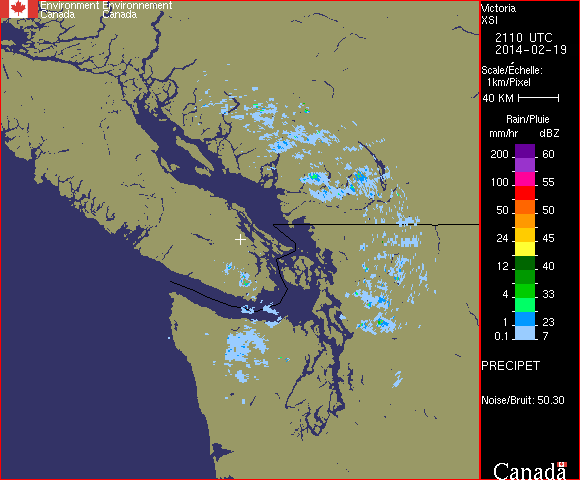 Environment Environnement
Canada Canada
Victoria
XSI
2110 UTC
2014-02-19
Scale/Échelle:
1km/Pixel
40 KM
Rain/Pluie
mm/hr dBZ
200 60
100 55
50 50
24 45
12 40
4 33
1 23
0.1 7
PRECIPET
Noise/Bruit: 50.30
Canada